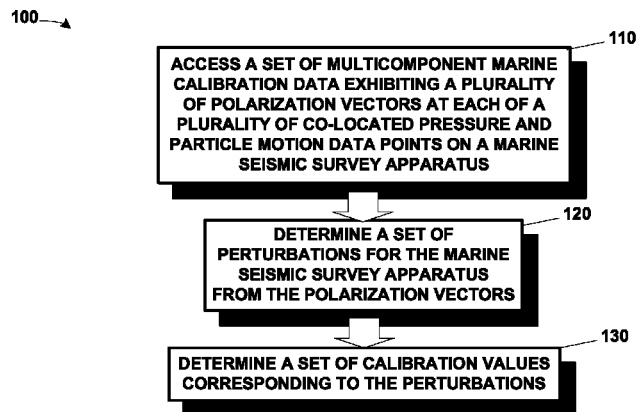 100
110
ACCESS A SET OF MULTICOMPONENT MARINE
CALIBRATION DATA EXHIBITING A PLURALITY
OF POLARIZATION VECTORS AT EACH OF A
PLURALITY OF CO-LOCATED PRESSURE AND
PARTICLE MOTION DATA POINTS ON A MARINE
SEISMIC SURVEY APPARATUS
120
DETERMINE A SET OF
PERTURBATIONS FOR THE MARINE
SEISMIC SURVEY APPARATUS
FROM THE POLARIZATION VECTORS
130
DETERMINE A SET OF CALIBRATION VALUES
CORRESPONDING TO THE PERTURBATIONS.